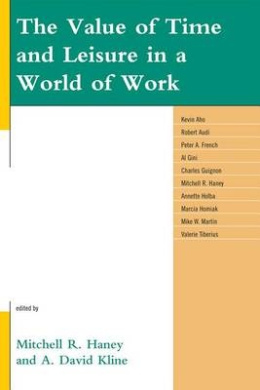 The Value of Time
and Leisure in a
World of Work
Kevin Aho
Robert Audi
Peter A. French
Al Gini
Charles Guignon
Mitchell R. Haney
Annette Holba
Marcia Homiak
Mike W. Martin
Valerie Tiberius
edited by
Mitchell R. Haney
and A. David Kline